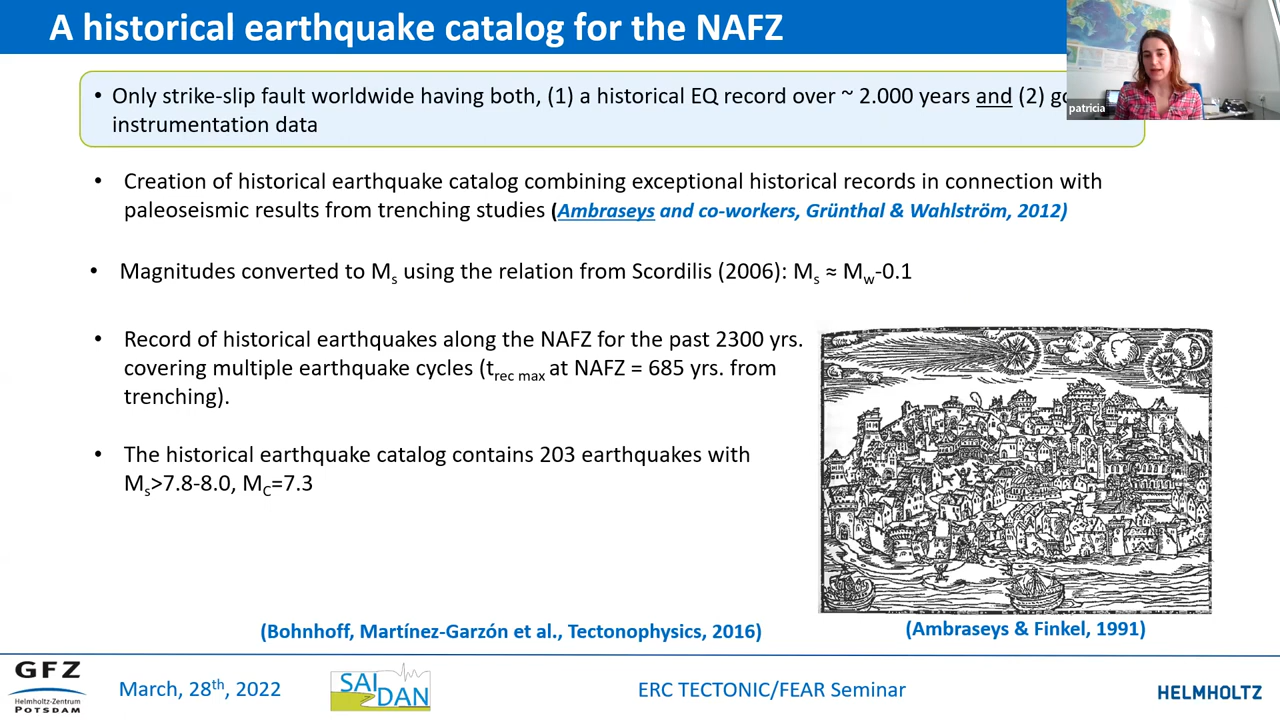 A historical earthquake catalog for the NAFZ
patricia
• Only strike-slip fault worldwide having both, (1) a historical EQ record over ~ 2.000 years and (2)
instrumentation data
• Creation of historical earthquake catalog combining exceptional historical records in connection with
paleoseismic results from trenching studies (Ambraseys and co-workers, Grünthal & Wahlström, 2012)
• Magnitudes converted to Ms using the relation from Scordilis (2006): Ms ≈ Mw-0.1
• Record of historical earthquakes along the NAFZ for the past 2300 yrs.
covering multiple earthquake cycles (trec max at NAFZ = 685 yrs. from
trenching).
• The historical earthquake catalog contains 203 earthquakes with
Ms>7.8-8.0, MC=7.3
(Bohnhoff, Martínez-Garzón et al., Tectonophysics, 2016)
(Ambraseys & Finkel, 1991)
GFZ
Helmholtz-Zentrum
POTSDAM
March, 28th, 2022
SAIDAN
ERC TECTONIC/FEAR Seminar
HELMHOLTZ